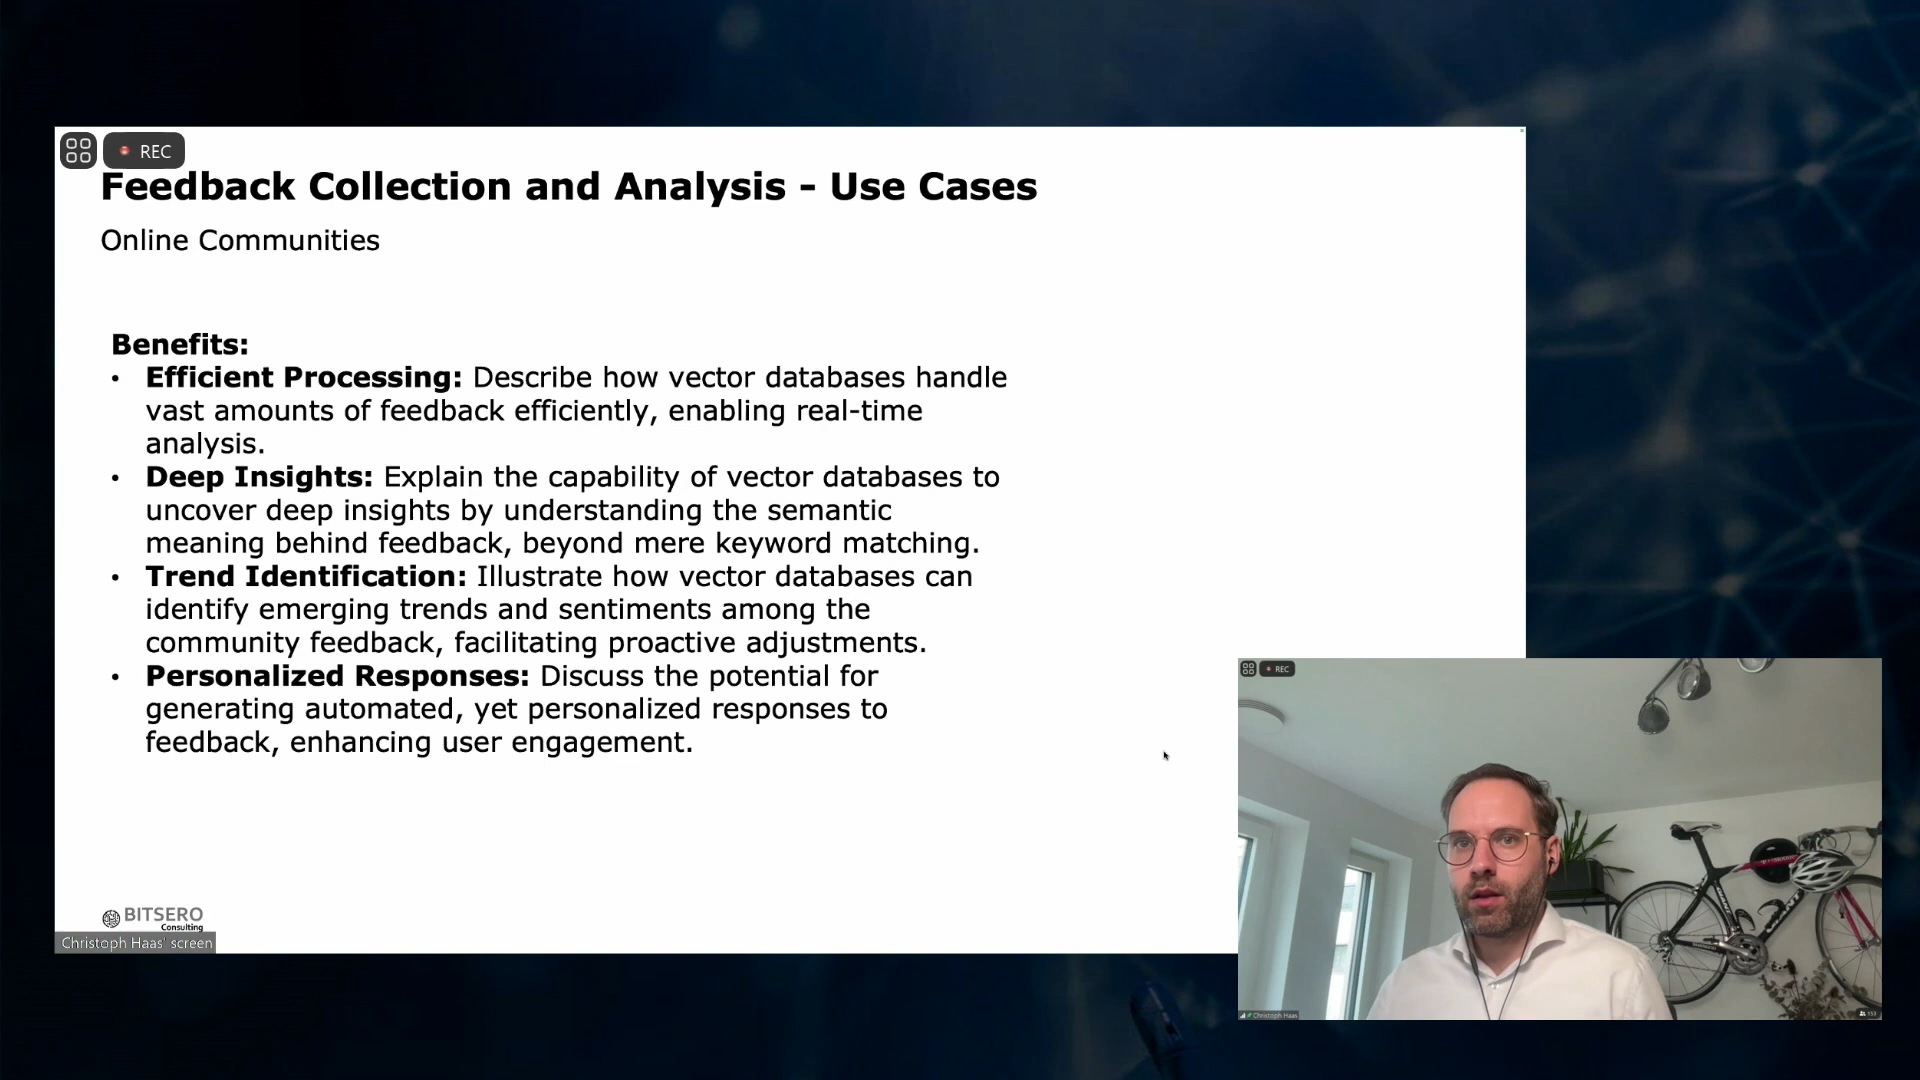 REC
Feedback Collection and Analysis - Use Cases
Online Communities
Benefits:
• Efficient Processing: Describe how vector databases handle
vast amounts of feedback efficiently, enabling real-time
analysis.
• Deep Insights: Explain the capability of vector databases to
uncover deep insights by understanding the semantic
meaning behind feedback, beyond mere keyword matching.
• Trend Identification: Illustrate how vector databases can
identify emerging trends and sentiments among the
community feedback, facilitating proactive adjustments.
• Personalized Responses: Discuss the potential for
generating automated, yet personalized responses to
feedback, enhancing user engagement.
BITSERO
Consulting
Christoph Haas' screen
REC
Christoph Haas
153